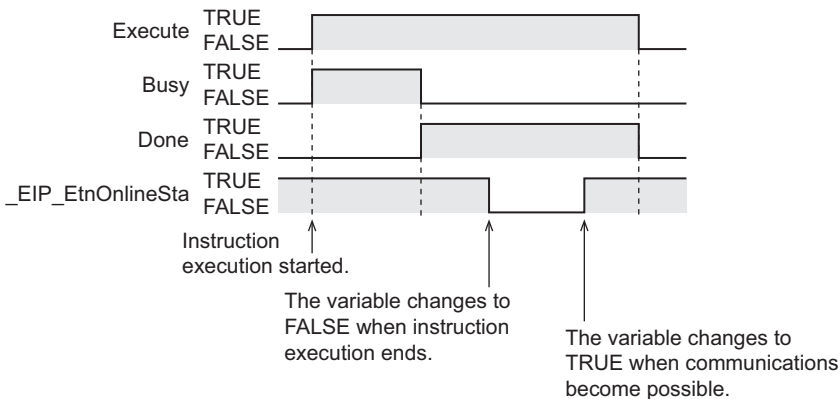 Execute TRUE
FALSE
Busy TRUE
FALSE
Done TRUE
FALSE
_EIP_EtnOnlineSta TRUE
FALSE
Instruction
execution started.
The variable changes to
FALSE when instruction
execution ends.
The variable changes to
TRUE when communications
become possible.